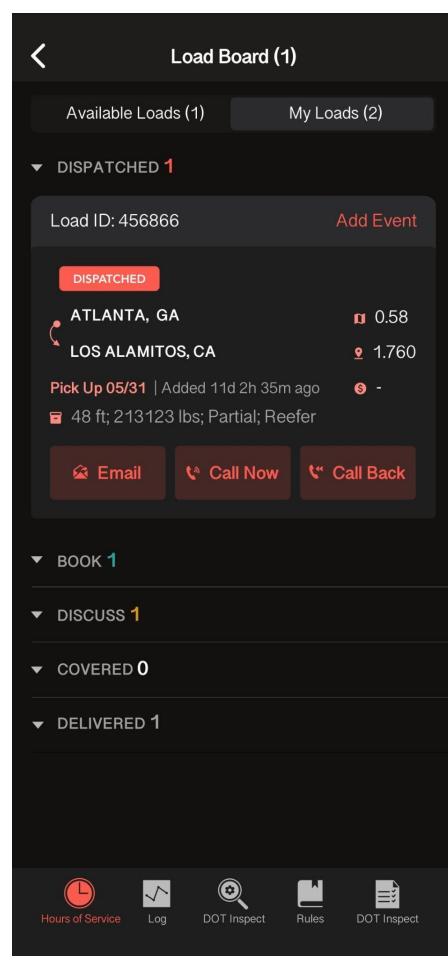 Load Board (1)
Available Loads (1) My Loads (2)
DISPATCHED 1
Load ID: 456866 Add Event
DISPATCHED
ATLANTA, GA 0.58
LOS ALAMITOS, CA 1.760
Pick Up 05/31 | Added 11d 2h 35m ago -
48 ft; 213123 lbs; Partial; Reefer
Email Call Now Call Back
BOOK 1
DISCUSS 1
COVERED 0
DELIVERED 1
Hours of Service Log DOT Inspect Rules DOT Inspect